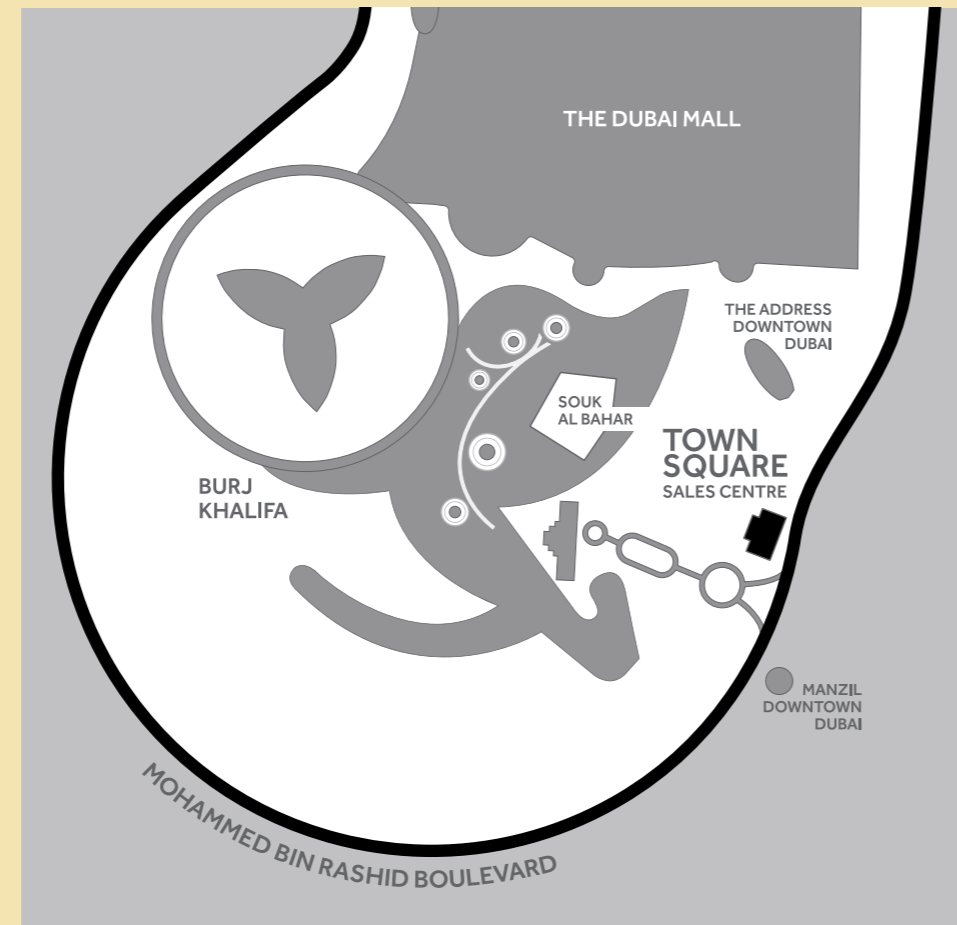 THE DUBAI MALL
THE ADDRESS
DOWNTOWN
DUBAI
SOUK
AL BAHAR
TOWN
SQUARE
SALES CENTRE
BURJ
KHALIFA
MANZIL
DOWNTOWN
DUBAI
MOHAMMED BIN RASHID BOULEVARD